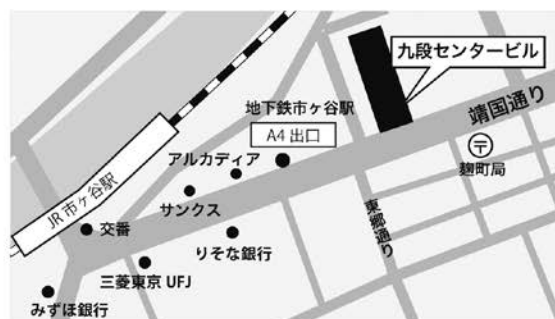 九段センタービル
靖国通り
地下鉄市ヶ谷駅
A4 出口
〒
麹町局
アルカディア
JR 市ヶ谷駅
サンクス
東郷通り
交番
りそな銀行
三菱東京 UFJ
みずほ銀行